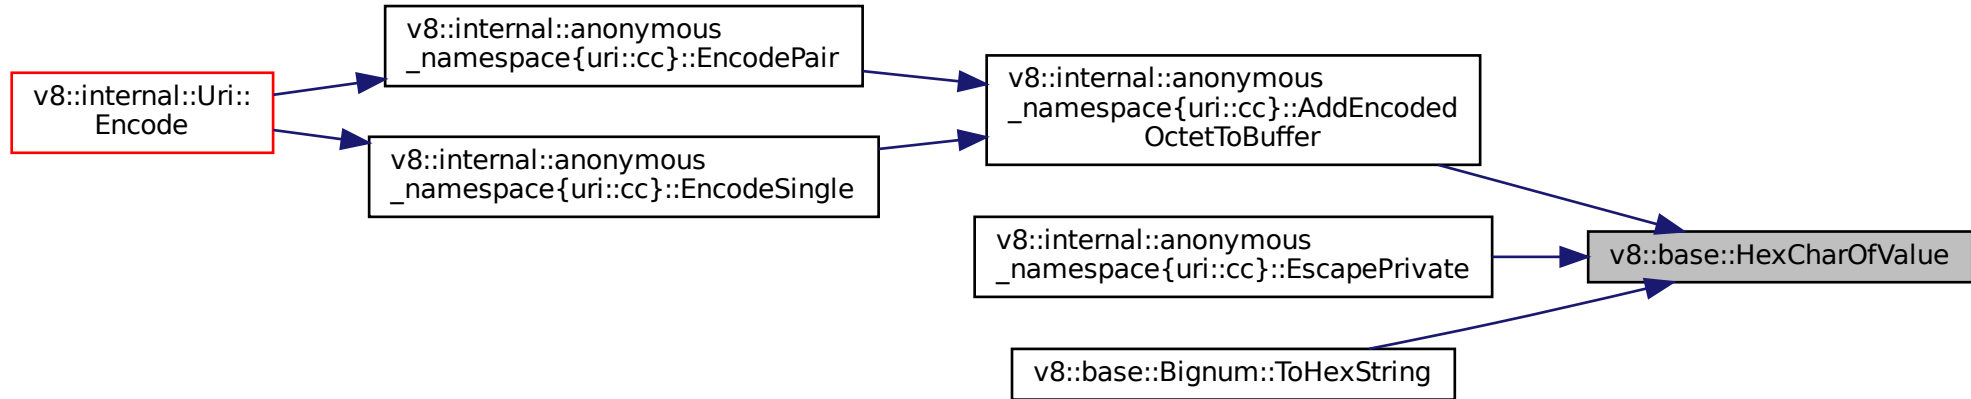 v8::internal::Uri::
Encode
v8::internal::anonymous
_namespace{uri::cc}::EncodePair
v8::internal::anonymous
_namespace{uri::cc}::EncodeSingle
v8::internal::anonymous
_namespace{uri::cc}::AddEncoded
OctetToBuffer
v8::internal::anonymous
_namespace{uri::cc}::EscapePrivate
v8::base::Bignum::ToHexString
v8::base::HexCharOfValue